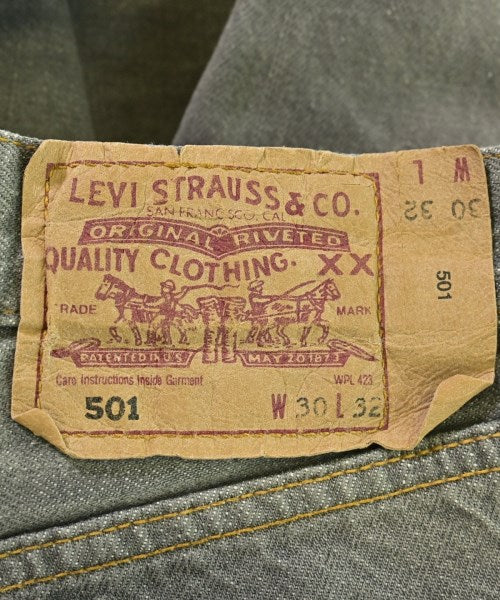 LEVI STRAUSS & CO.
SAN FRANCISCO, CAL
ORIGINAL RIVETED
QUALITY CLOTHING. XX
TRADE MARK
PATENTED IN U.S. MAY 20 1873
Care Instructions Inside Garment WPL 423
501 W 30 L 32
W L
30 32
501